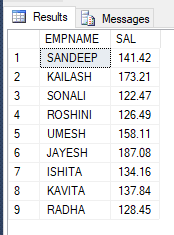 Results Messages
EMPNAME SAL
1 SANDEEP 141.42
2 KAILASH 173.21
3 SONALI 122.47
4 ROSHINI 126.49
5 UMESH 158.11
6 JAYESH 187.08
7 ISHITA 134.16
8 KAVITA 137.84
9 RADHA 128.45